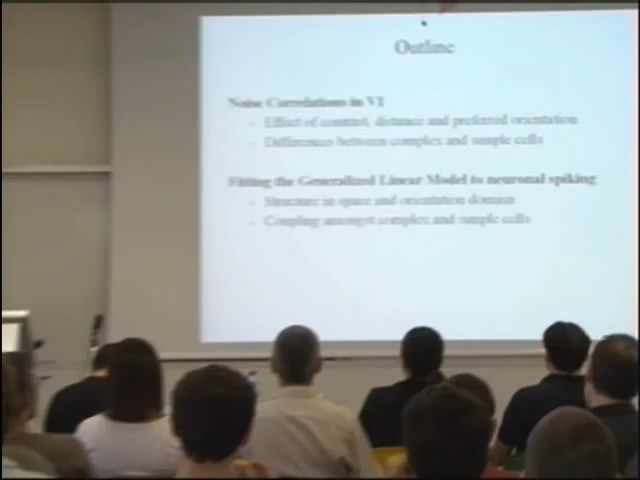 Outline
Noise Correlations in V1
- Effect of contrast, distance and preferred orientation
- Differences between complex and simple cells
Fitting the Generalized Linear Model to neuronal spiking
- Structure in space and orientation domain
- Coupling amongst complex and simple cells